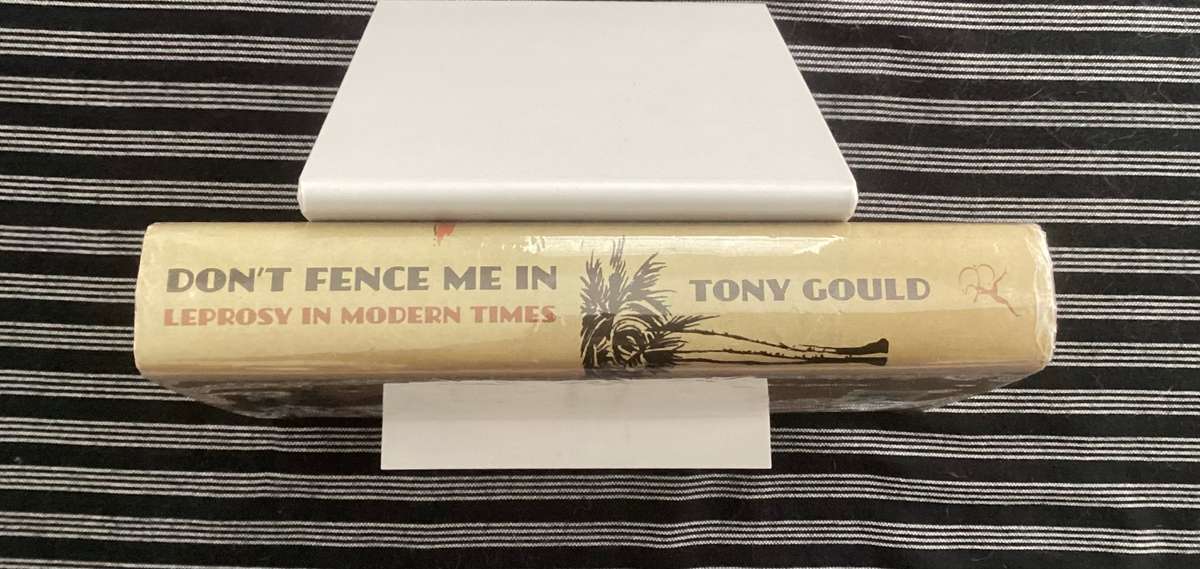 DON'T FENCE ME IN
LEPROSY IN MODERN TIMES
TONY GOULD